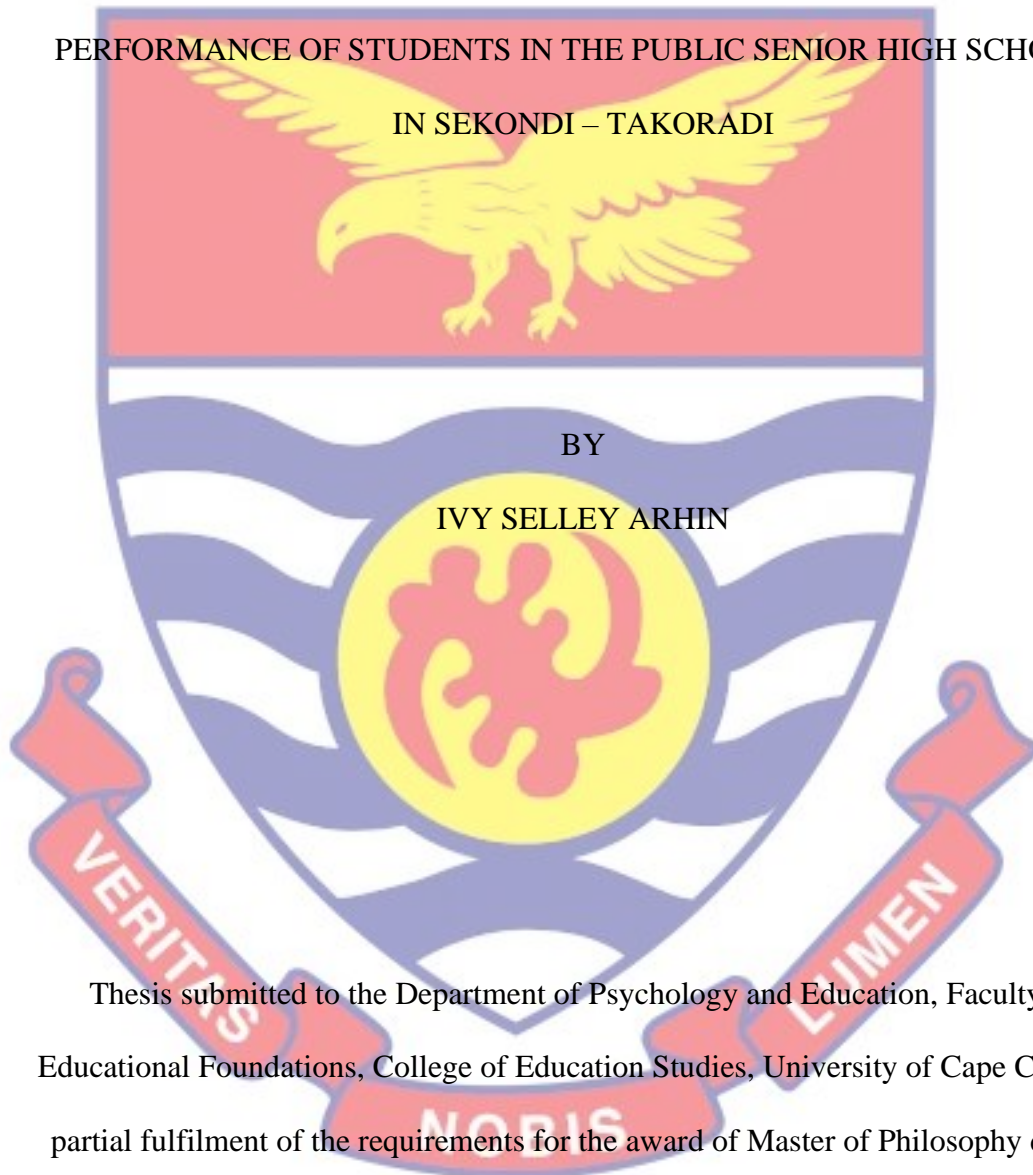 PERFORMANCE OF STUDENTS IN THE PUBLIC SENIOR HIGH
IN SEKONDI – TAKORADI
BY
IVY SELLEY ARHIN
Thesis submitted to the Department of Psychology and Education, Faculty
Educational Foundations, College of Education Studies, University of Cape
partial fulfilment of the requirements for the award of Master of Philosophy
VERITAS
NOBIS
LUMEN